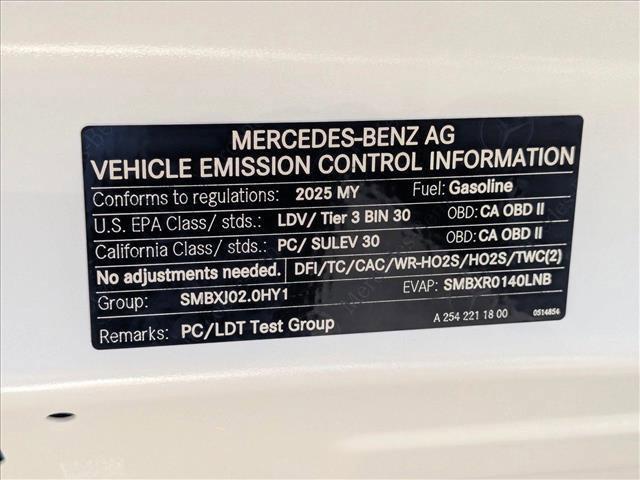 MERCEDES-BENZ AG
VEHICLE EMISSION CONTROL INFORMATION
Conforms to regulations: 2025 MY Fuel: Gasoline
U.S. EPA Class/ stds.: LDV/ Tier 3 BIN 30 OBD: CA OBD II
California Class/ stds.: PC/ SULEV 30 OBD: CA OBD II
No adjustments needed. DFI/TC/CAC/WR-HO2S/HO2S/TWC(2)
Group: SMBXJ02.0HY1 EVAP: SMBXR0140LNB
Remarks: PC/LDT Test Group A 254 221 18 00 0514854